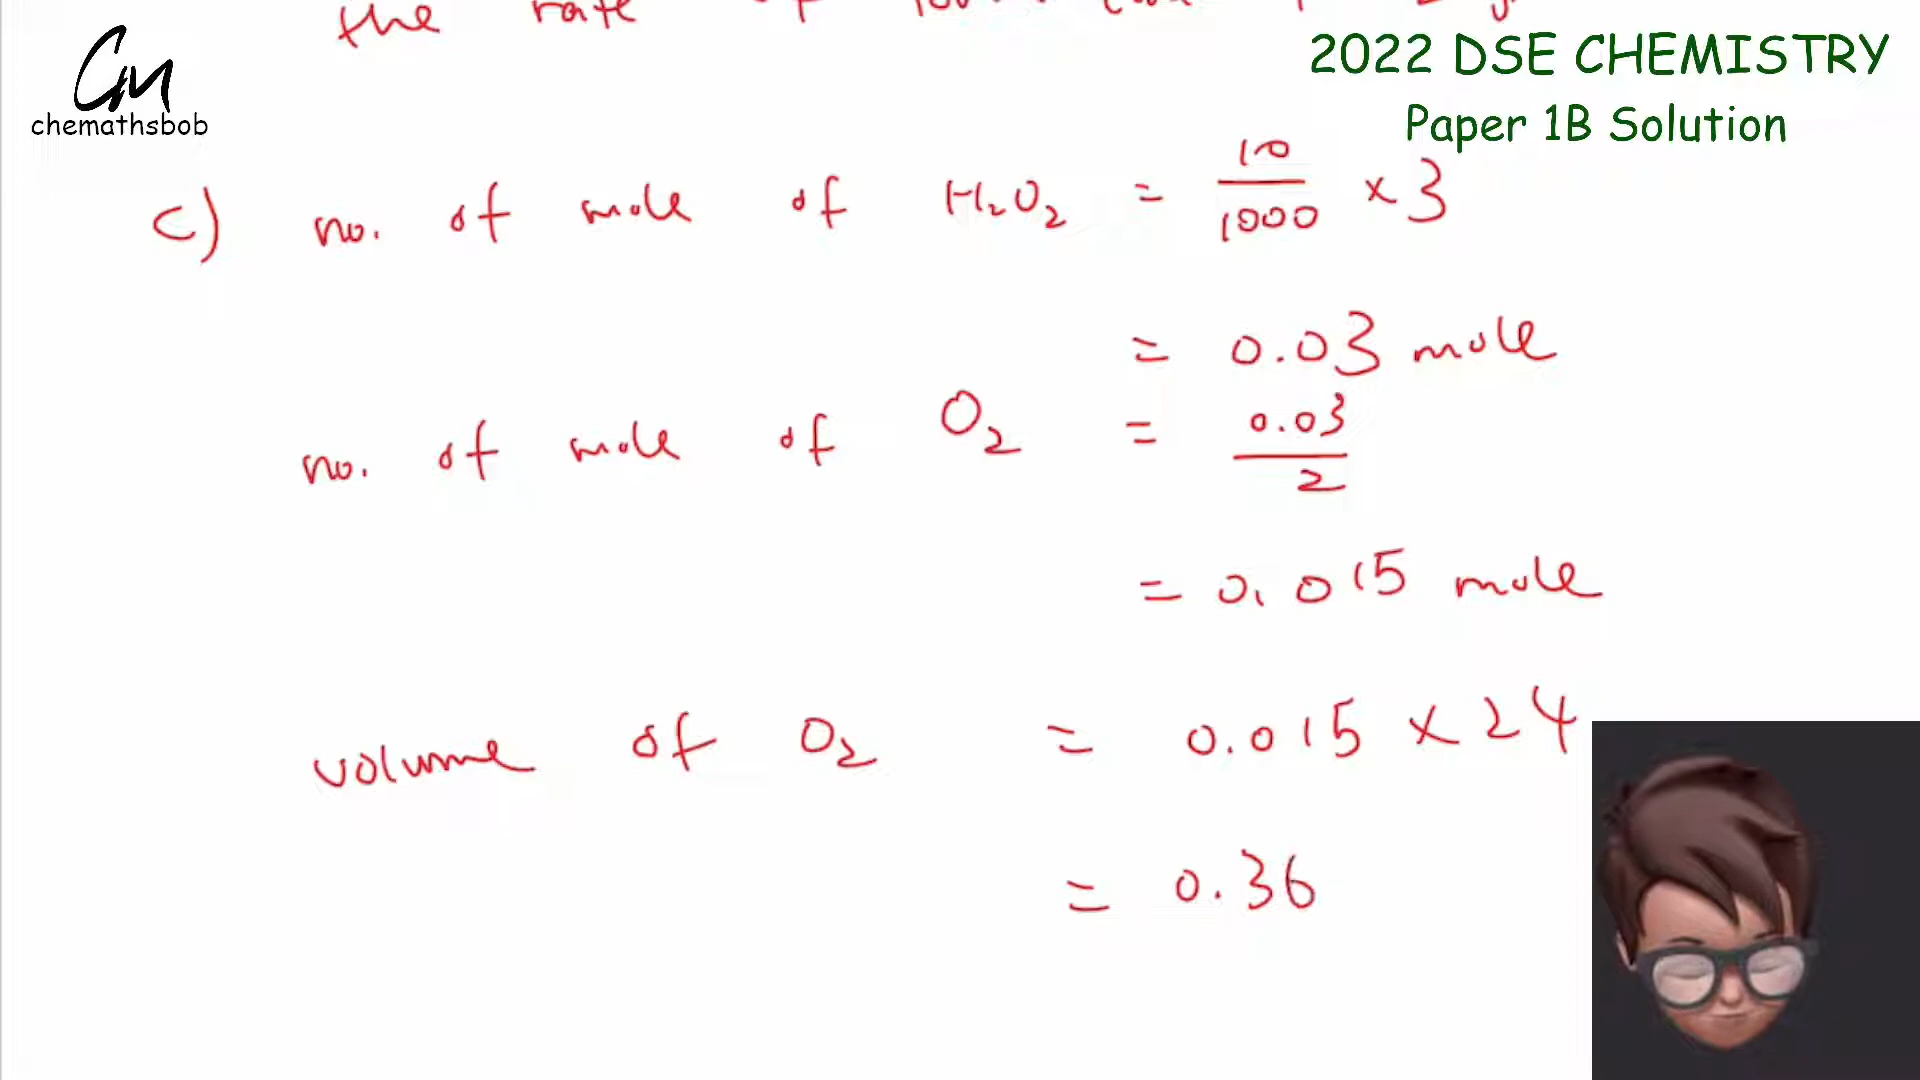 the rate
2022 DSE CHEMISTRY
Paper 1B Solution
Cm
chemathsbob
c) no. of mole of H₂O₂ = 10/1000 × 3
= 0.03 mole
no. of mole of O₂ = 0.03/2
= 0.015 mole
volume of O₂ = 0.015 × 24
= 0.36